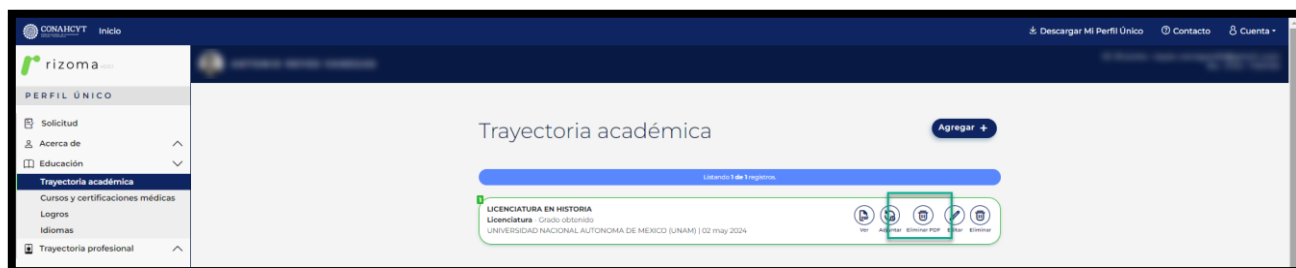 CONAHCYT Inicio Descargar Mi Perfil Único Contacto Cuenta
rizoma
PERFIL ÚNICO
Solicitud
Acerca de
Educación
Trayectoria académica
Cursos y certificaciones médicas
Logros
Idiomas
Trayectoria profesional
Trayectoria académica
Agregar +
Listando 1 de 1 registros.
1
LICENCIATURA EN HISTORIA
Licenciatura - Grado obtenido
UNIVERSIDAD NACIONAL AUTONOMA DE MEXICO (UNAM) | 02 may 2024
Ver Adjuntar Eliminar PDF Editar Eliminar